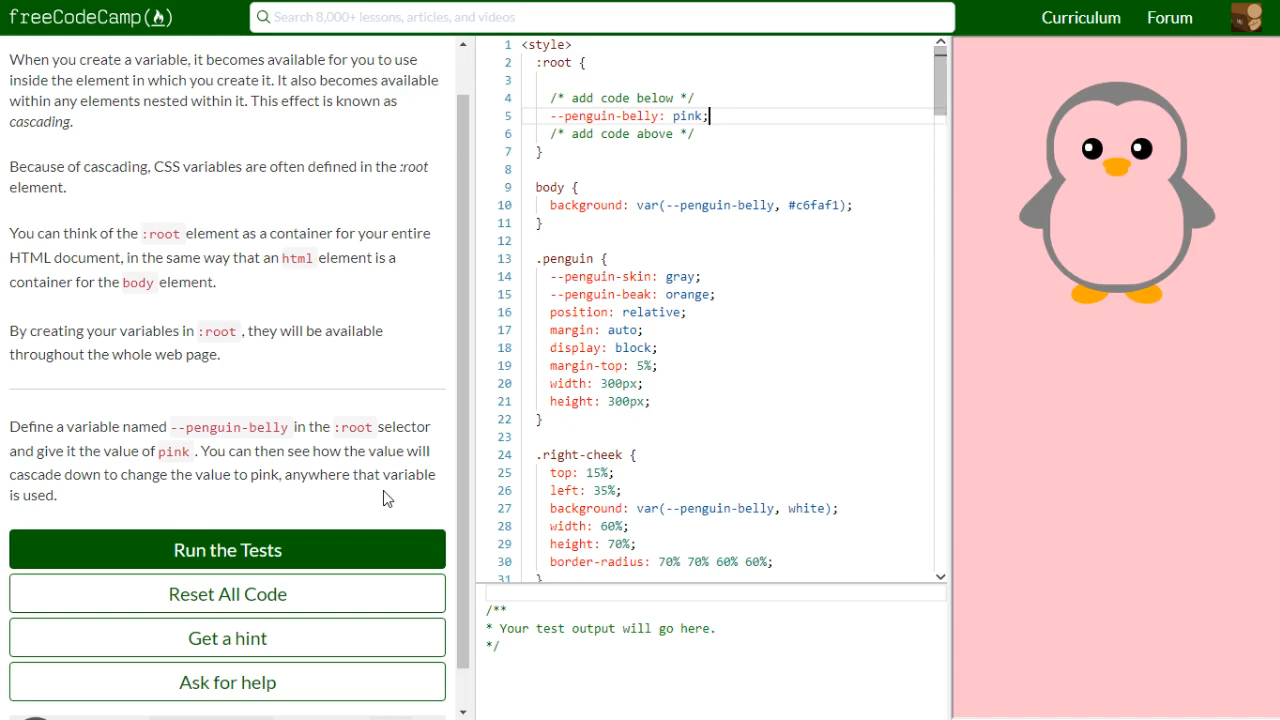 freeCodeCamp
Search 8,000+ lessons, articles, and videos
Curriculum
Forum
When you create a variable, it becomes available for you to use
inside the element in which you create it. It also becomes available
within any elements nested within it. This effect is known as
cascading.
Because of cascading, CSS variables are often defined in the :root
element.
You can think of the :root element as a container for your entire
HTML document, in the same way that an html element is a
container for the body element.
By creating your variables in :root, they will be available
throughout the whole web page.
Define a variable named --penguin-belly in the :root selector
and give it the value of pink. You can then see how the value will
cascade down to change the value to pink, anywhere that variable
is used.
Run the Tests
Reset All Code
Get a hint
Ask for help
1 <style>
2 :root {
3
4 /* add code below */
5 --penguin-belly: pink;
6 /* add code above */
7 }
8
9 body {
10 background: var(--penguin-belly, #c6faf1);
11 }
12
13 .penguin {
14 --penguin-skin: gray;
15 --penguin-beak: orange;
16 position: relative;
17 margin: auto;
18 display: block;
19 margin-top: 5%;
20 width: 300px;
21 height: 300px;
22 }
23
24 .right-cheek {
25 top: 15%;
26 left: 35%;
27 background: var(--penguin-belly, white);
28 width: 60%;
29 height: 70%;
30 border-radius: 70% 70% 60% 60%;
31 }
/**
* Your test output will go here.
*/